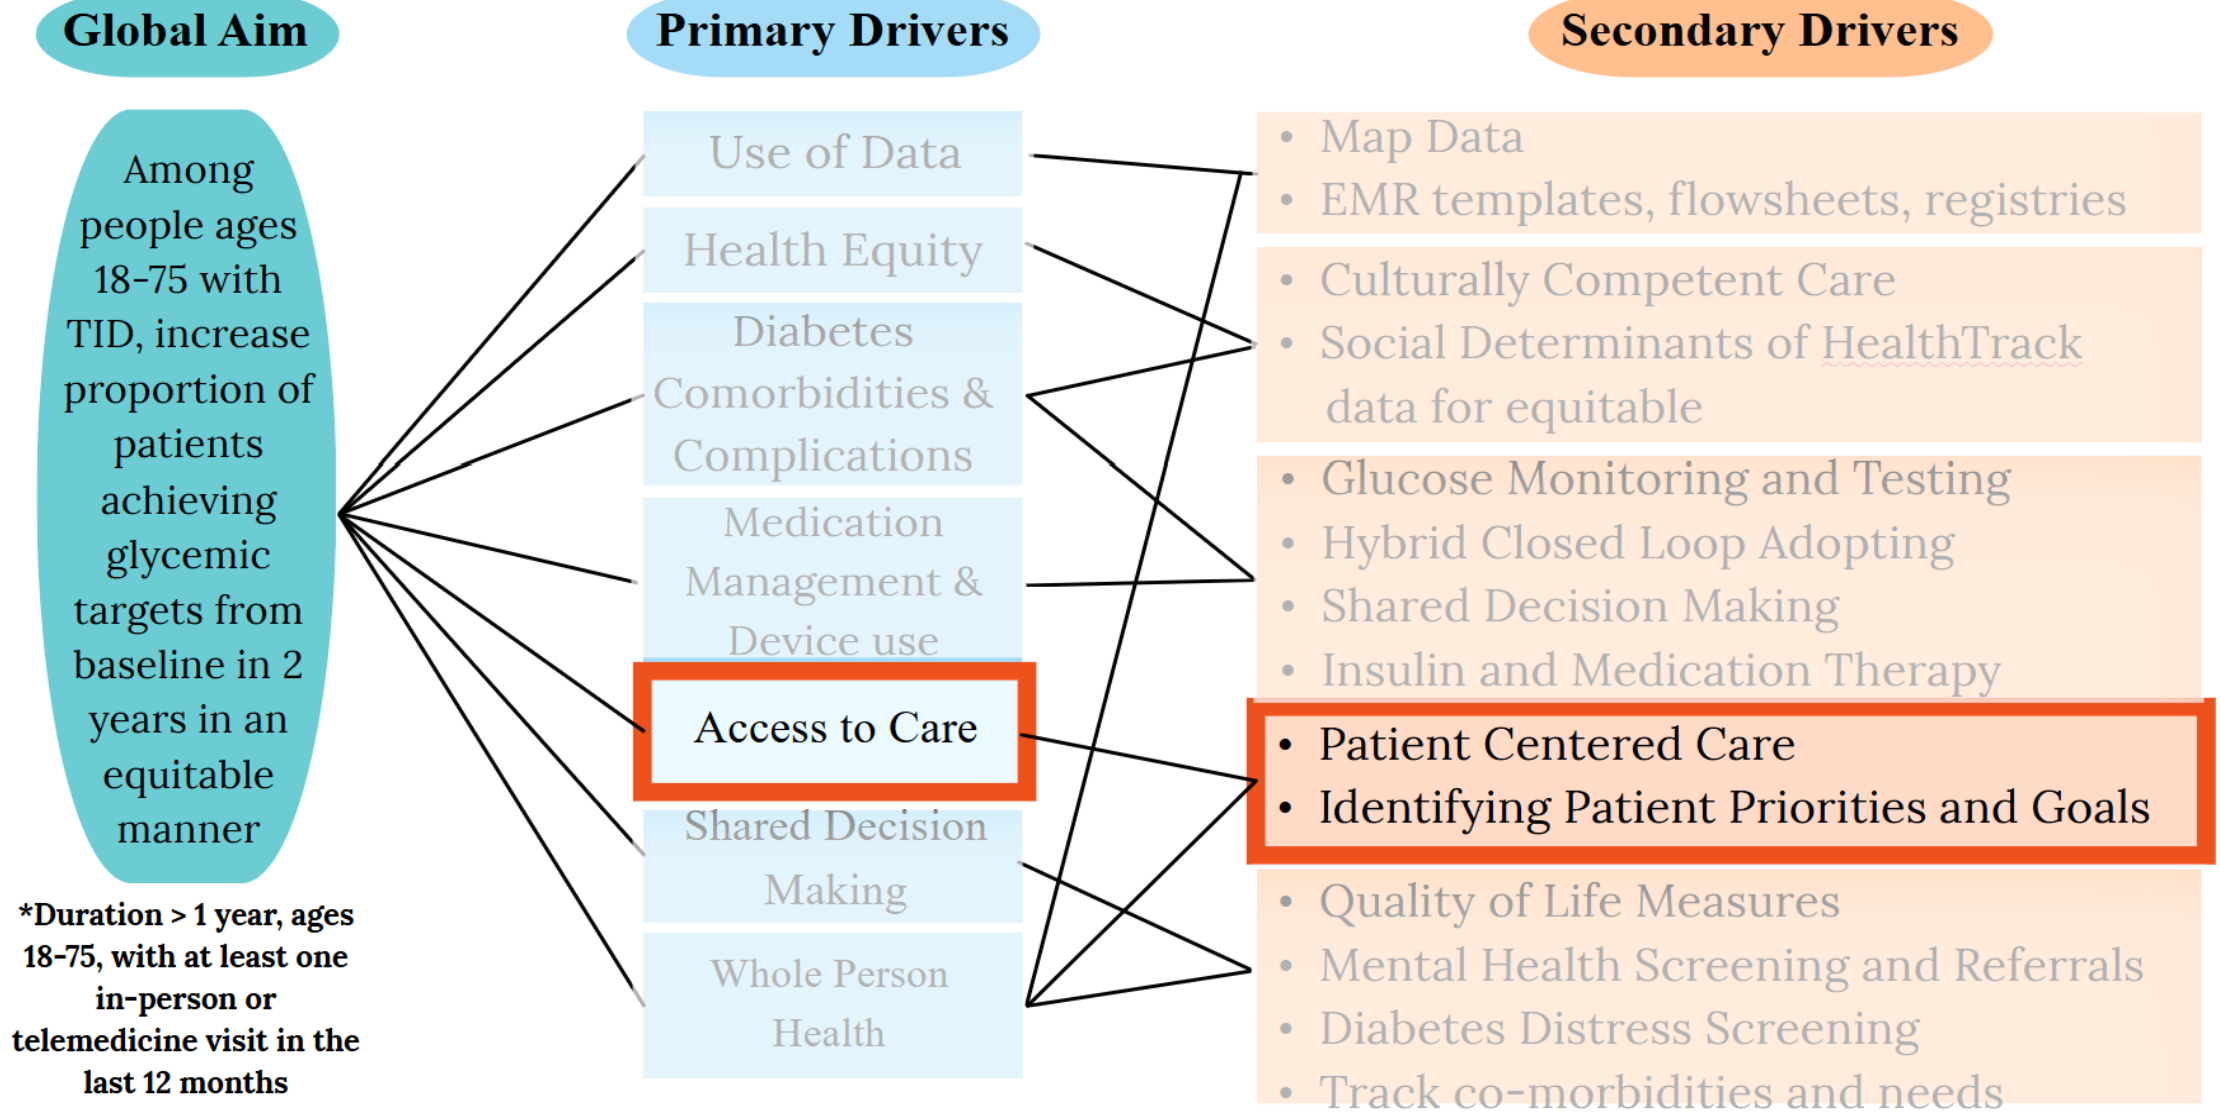 Global Aim
Among
people ages
18-75 with
TID, increase
proportion of
patients
achieving
glycemic
targets from
baseline in 2
years in an
equitable
manner
*Duration > 1 year, ages
18-75, with at least one
in-person or
telemedicine visit in the
last 12 months
Primary Drivers
Use of Data
Health Equity
Diabetes
Comorbidities &
Complications
Medication
Management &
Device use
Access to Care
Shared Decision
Making
Whole Person
Health
Secondary Drivers
• Map Data
• EMR templates, flowsheets, registries
• Culturally Competent Care
• Social Determinants of HealthTrack
data for equitable
• Glucose Monitoring and Testing
• Hybrid Closed Loop Adopting
• Shared Decision Making
• Insulin and Medication Therapy
• Patient Centered Care
• Identifying Patient Priorities and Goals
• Quality of Life Measures
• Mental Health Screening and Referrals
• Diabetes Distress Screening
• Track co-morbidities and needs